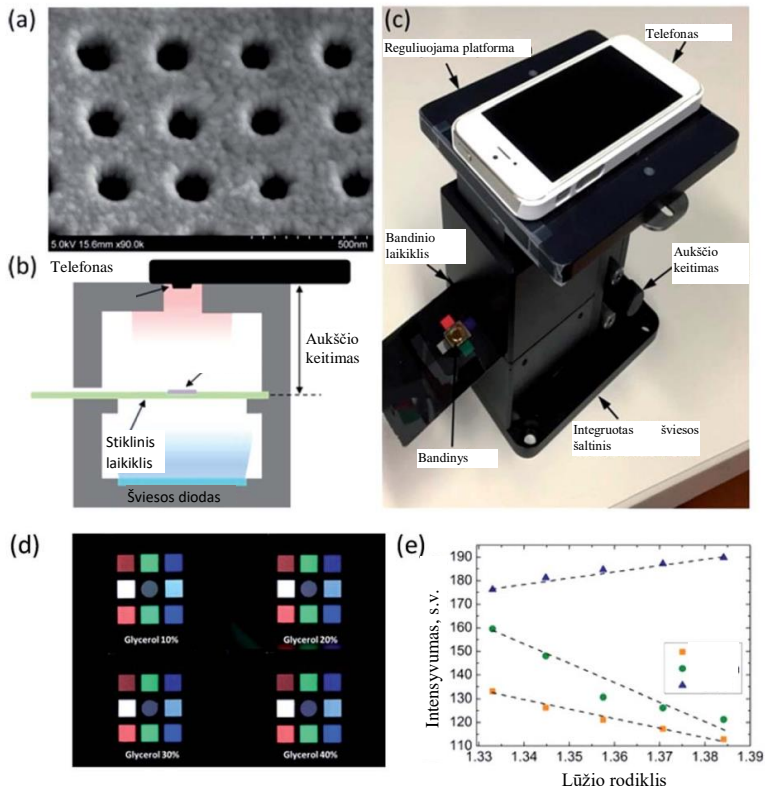 (a)
5.0kV 15.6mm x90.0k
500nm
(b)
Telefonas
Aukščio
keitimas
Stiklinis
laikiklis
Šviesos diodas
(c)
Reguliuojama platforma
Telefonas
Bandinio
laikiklis
Aukščio
keitimas
Integruotas šviesos
šaltinis
Bandinys
(d)
Glycerol 10%
Glycerol 20%
Glycerol 30%
Glycerol 40%
(e)
Intensyvumas, s.v.
190
180
170
160
150
140
130
120
110
1.33
1.34
1.35
1.36
1.37
1.38
1.39
Lūžio rodiklis